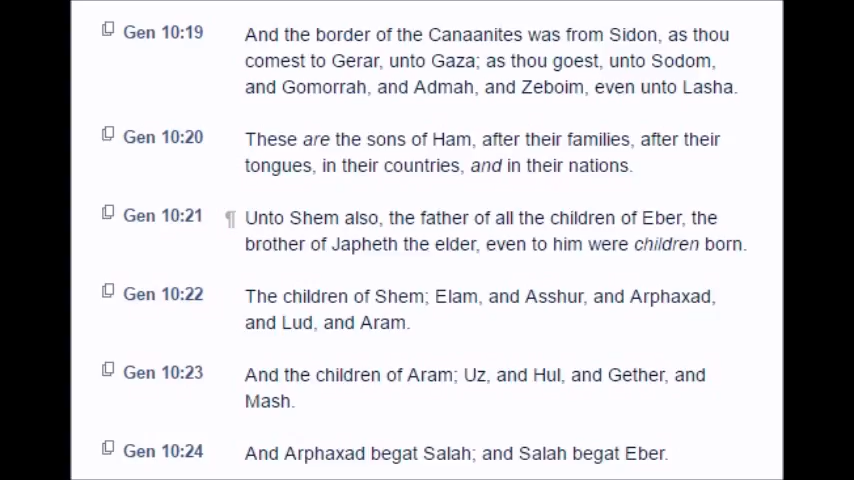 Gen 10:19 And the border of the Canaanites was from Sidon, as thou
comest to Gerar, unto Gaza; as thou goest, unto Sodom,
and Gomorrah, and Admah, and Zeboim, even unto Lasha.
Gen 10:20 These are the sons of Ham, after their families, after their
tongues, in their countries, and in their nations.
Gen 10:21 ¶ Unto Shem also, the father of all the children of Eber, the
brother of Japheth the elder, even to him were children born.
Gen 10:22 The children of Shem; Elam, and Asshur, and Arphaxad,
and Lud, and Aram.
Gen 10:23 And the children of Aram; Uz, and Hul, and Gether, and
Mash.
Gen 10:24 And Arphaxad begat Salah; and Salah begat Eber.